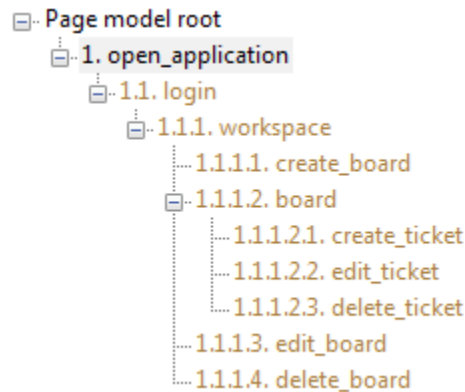 Page model root
1. open_application
1.1. login
1.1.1. workspace
1.1.1.1. create_board
1.1.1.2. board
1.1.1.2.1. create_ticket
1.1.1.2.2. edit_ticket
1.1.1.2.3. delete_ticket
1.1.1.3. edit_board
1.1.1.4. delete_board